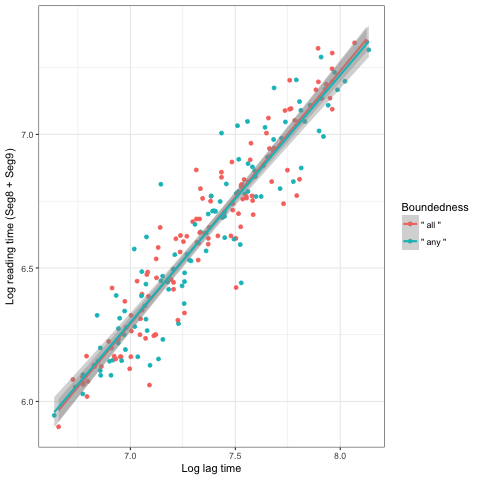 Log reading time (Seg8 + Seg9)
7.0
6.5
6.0
7.0 7.5 8.0
Log lag time
Boundedness
" all "
" any "